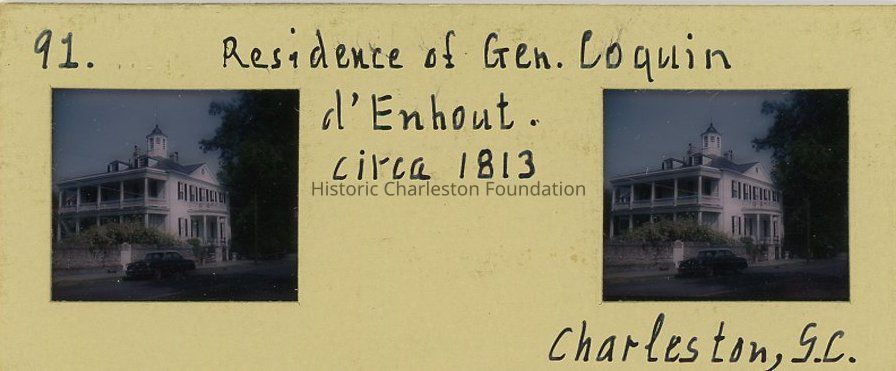 91. Residence of Gen. Coquin
d'Enhout.
circa 1813
Historic Charleston Foundation
Charleston, S.C.